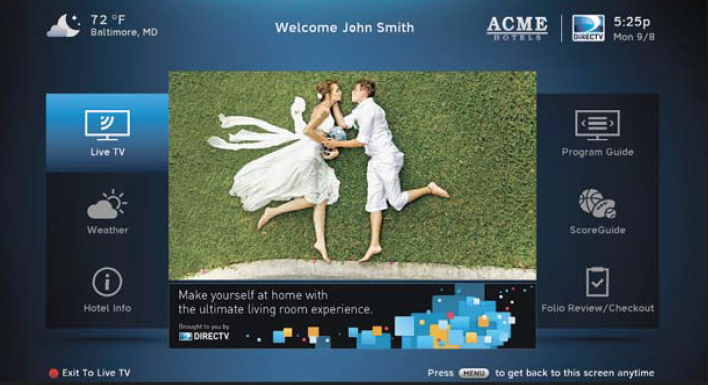 72 °F
Baltimore, MD
Welcome John Smith
ACME
HOTELS
DIRECTV
5:25p
Mon 9/8
Live TV
Program Guide
Weather
ScoreGuide
Hotel Info
Folio Review/Checkout
Make yourself at home with
the ultimate living room experience.
Brought to you by
DIRECTV
Exit To Live TV
Press MENU to get back to this screen anytime